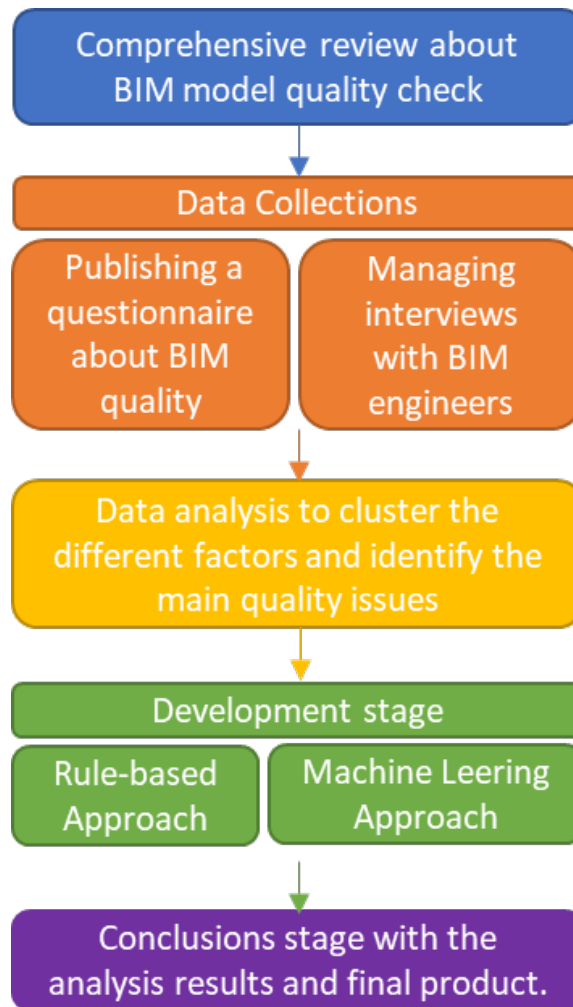 Comprehensive review about
BIM model quality check
Data Collections
Publishing a
questionnaire
about BIM
quality
Managing
interviews
with BIM
engineers
Data analysis to cluster the
different factors and identify the
main quality issues
Development stage
Rule-based
Approach
Machine Leering
Approach
Conclusions stage with the
analysis results and final product.